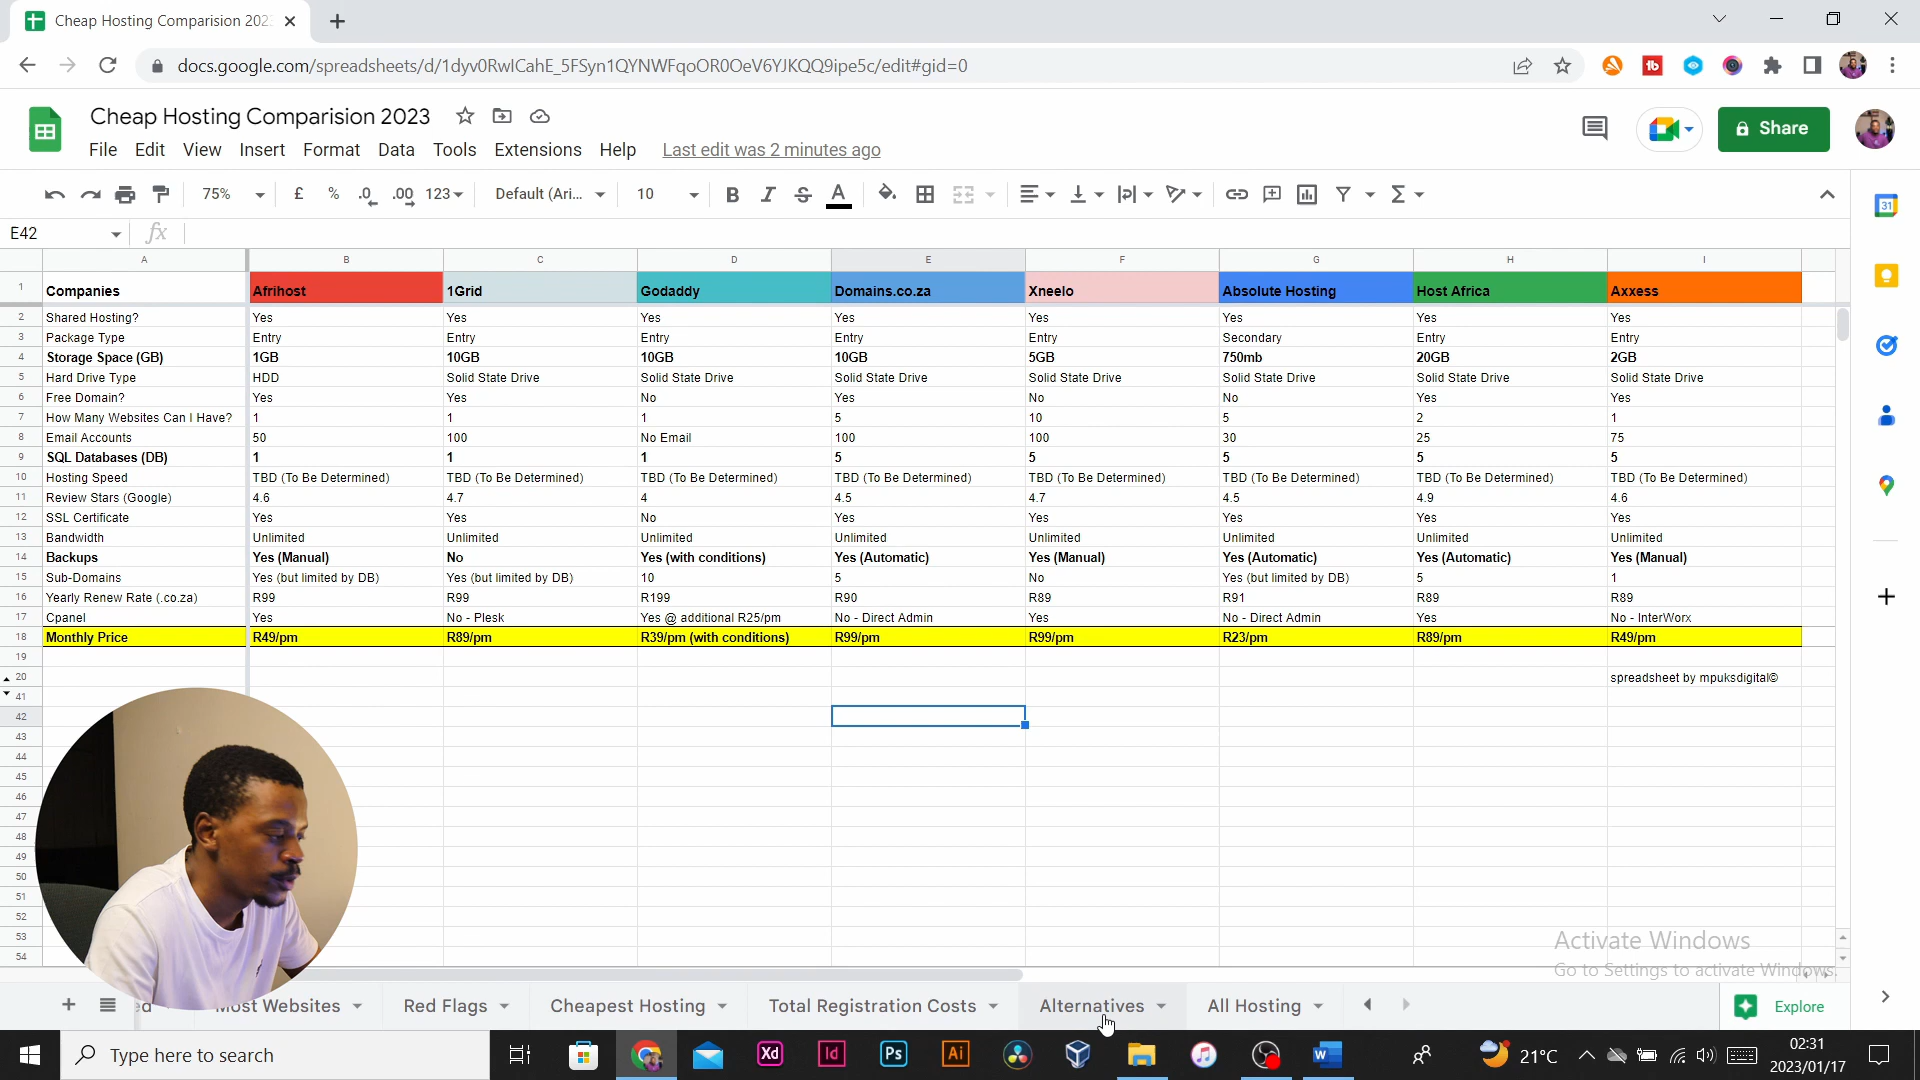 Cheap Hosting Comparision 202
docs.google.com/spreadsheets/d/1dyv0RwlCahE_5FSyn1QYNWFqoOR0OeV6YJKQQ9ipe5c/edit#gid=0
Cheap Hosting Comparision 2023
Share
File Edit View Insert Format Data Tools Extensions Help Last edit was 2 minutes ago
75% £ % .0 .00 123 Default (Ari... 10 B I S A
31
E42 fx
A B C D E F G H I
1 Companies Afrihost 1Grid Godaddy Domains.co.za Xneelo Absolute Hosting Host Africa Axxess
2 Shared Hosting? Yes Yes Yes Yes Yes Yes Yes Yes
3 Package Type Entry Entry Entry Entry Entry Secondary Entry Entry
4 Storage Space (GB) 1GB 10GB 10GB 10GB 5GB 750mb 20GB 2GB
5 Hard Drive Type HDD Solid State Drive Solid State Drive Solid State Drive Solid State Drive Solid State Drive Solid State Drive Solid State Drive
6 Free Domain? Yes Yes No Yes No No Yes Yes
7 How Many Websites Can I Have? 1 1 1 5 10 5 2 1
8 Email Accounts 50 100 No Email 100 100 30 25 75
9 SQL Databases (DB) 1 1 1 5 5 5 5 5
10 Hosting Speed TBD (To Be Determined) TBD (To Be Determined) TBD (To Be Determined) TBD (To Be Determined) TBD (To Be Determined) TBD (To Be Determined) TBD (To Be Determined) TBD (To Be Determined)
11 Review Stars (Google) 4.6 4.7 4 4.5 4.7 4.5 4.9 4.6
12 SSL Certificate Yes Yes No Yes Yes Yes Yes Yes
13 Bandwidth Unlimited Unlimited Unlimited Unlimited Unlimited Unlimited Unlimited Unlimited
14 Backups Yes (Manual) No Yes (with conditions) Yes (Automatic) Yes (Manual) Yes (Automatic) Yes (Automatic) Yes (Manual)
15 Sub-Domains Yes (but limited by DB) Yes (but limited by DB) 10 5 No Yes (but limited by DB) 5 1
16 Yearly Renew Rate (.co.za) R99 R99 R199 R90 R89 R91 R89 R89
17 Cpanel Yes No - Plesk Yes @ additional R25/pm No - Direct Admin Yes No - Direct Admin Yes No - InterWorx
18 Monthly Price R49/pm R89/pm R39/pm (with conditions) R99/pm R99/pm R23/pm R89/pm R49/pm
19
20 spreadsheet by mpuksdigital©
41
42
43
44
45
46
47
48
49
50
51
52
53
54
Activate Windows
Go to Settings to activate Windows.
ed Most Websites Red Flags Cheapest Hosting Total Registration Costs Alternatives All Hosting Explore
Type here to search Xd Id Ps Ai W 21°C 02:31
2023/01/17